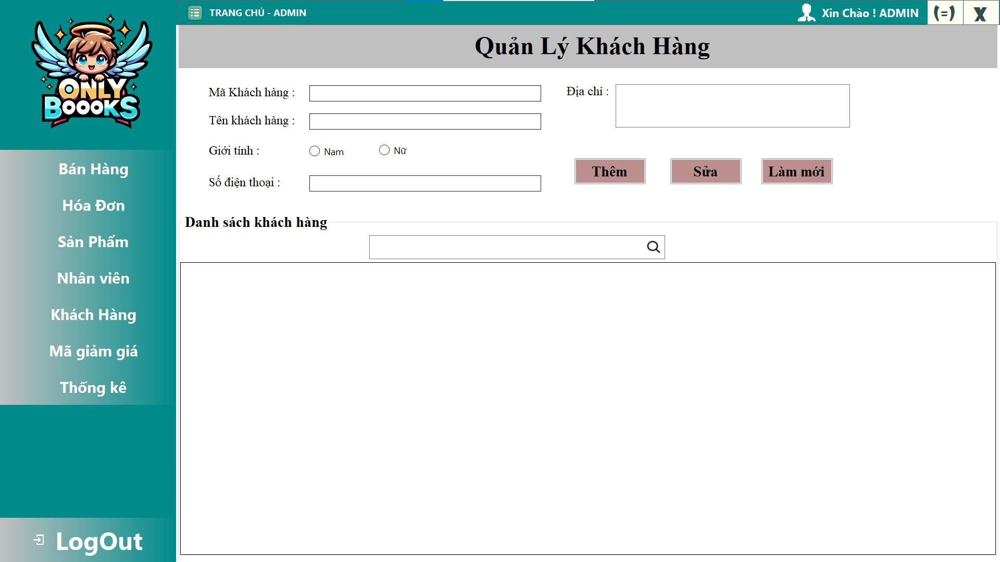 ONLY
BOOOKS
TRANG CHỦ - ADMIN
Xin Chào ! ADMIN
(=)
X
Quản Lý Khách Hàng
Mã Khách hàng :
Địa chỉ :
Tên khách hàng :
Giới tính :
Nam
Nữ
Số điện thoại :
Thêm
Sửa
Làm mới
Danh sách khách hàng
Bán Hàng
Hóa Đơn
Sản Phẩm
Nhân viên
Khách Hàng
Mã giảm giá
Thống kê
LogOut